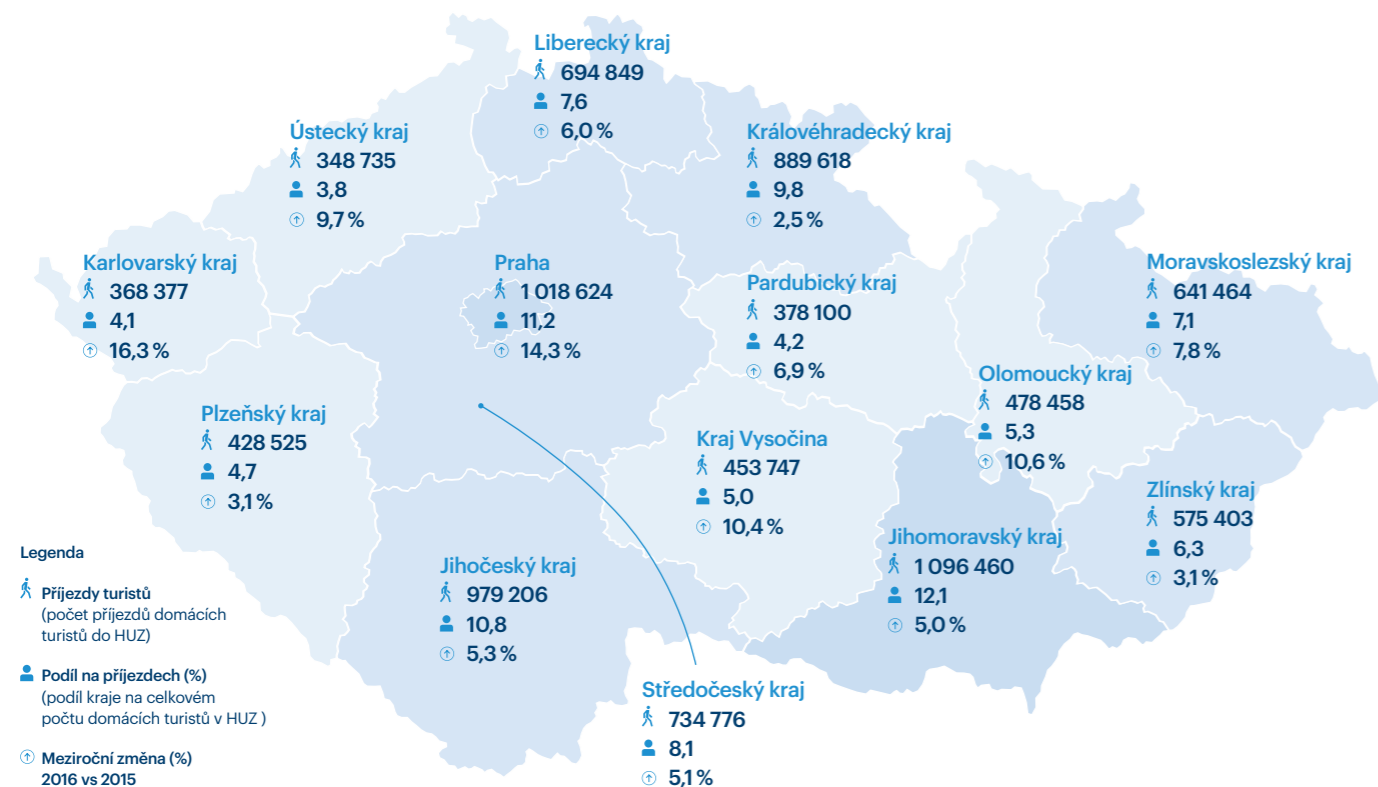 Liberecký kraj
694 849
7,6
6,0 %
Ústecký kraj
348 735
3,8
9,7 %
Královéhradecký kraj
889 618
9,8
2,5 %
Karlovarský kraj
368 377
4,1
16,3 %
Praha
1 018 624
11,2
14,3 %
Pardubický kraj
378 100
4,2
6,9 %
Moravskoslezský kraj
641 464
7,1
7,8 %
Olomoucký kraj
478 458
5,3
10,6 %
Plzeňský kraj
428 525
4,7
3,1 %
Kraj Vysočina
453 747
5,0
10,4 %
Zlínský kraj
575 403
6,3
3,1 %
Jihomoravský kraj
1 096 460
12,1
5,0 %
Jihočeský kraj
979 206
10,8
5,3 %
Středočeský kraj
734 776
8,1
5,1 %
Legenda
Příjezdy turistů
(počet příjezdů domácích
turistů do HUZ)
Podíl na příjezdech (%)
(podíl kraje na celkovém
počtu domácích turistů v HUZ )
Meziroční změna (%)
2016 vs 2015